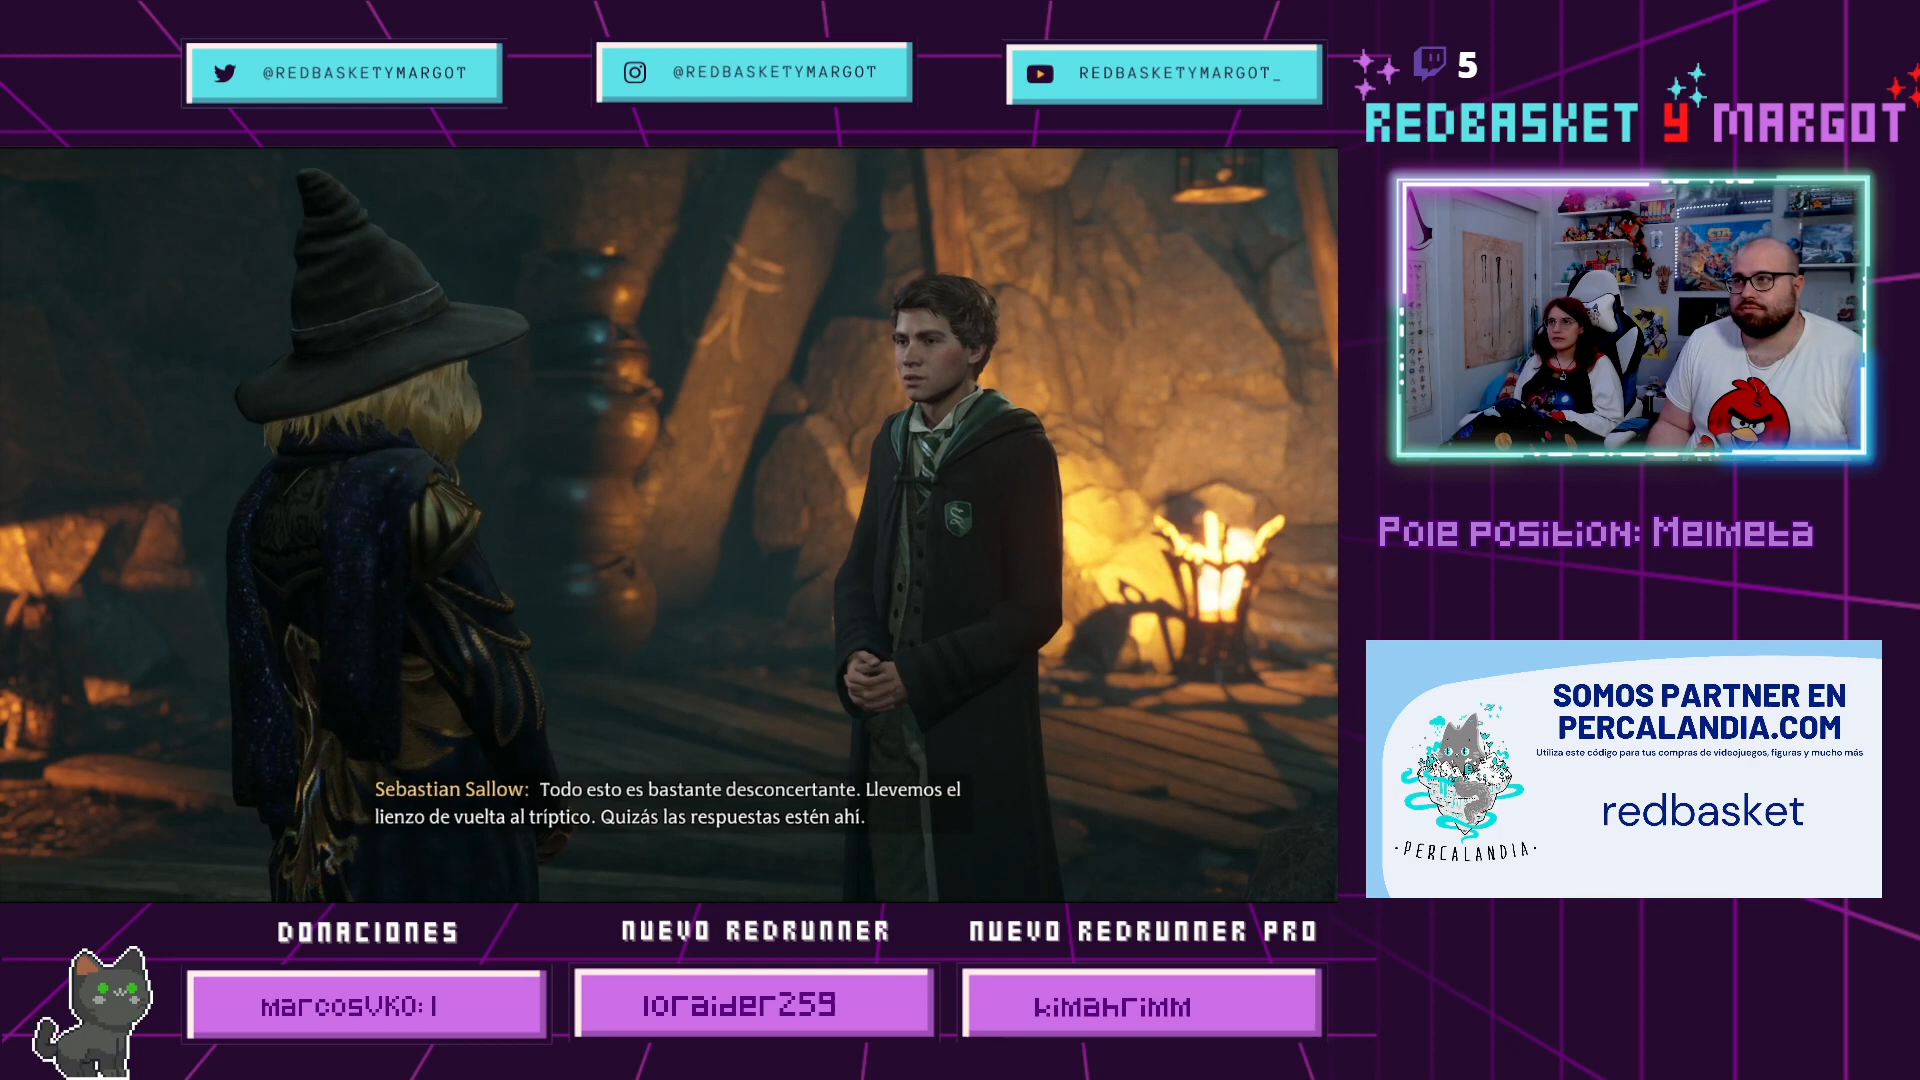 @REDBASKETYMARGOT
@REDBASKETYMARGOT
REDBASKETYMARGOT_
5
REDBASKET Y MARGOT
Pole position: Melmeta
Sebastian Sallow: Todo esto es bastante desconcertante. Llevemos el
lienzo de vuelta al tríptico. Quizás las respuestas estén ahí.
SOMOS PARTNER EN
PERCALANDIA.COM
Utiliza este código para tus compras de videojuegos, figuras y mucho más
redbasket
·PERCALANDIA·
DONACIONES
NUEVO REDRUNNER
NUEVO REDRUNNER PRO
marcosVKO: 1
loraider259
kimahrimm